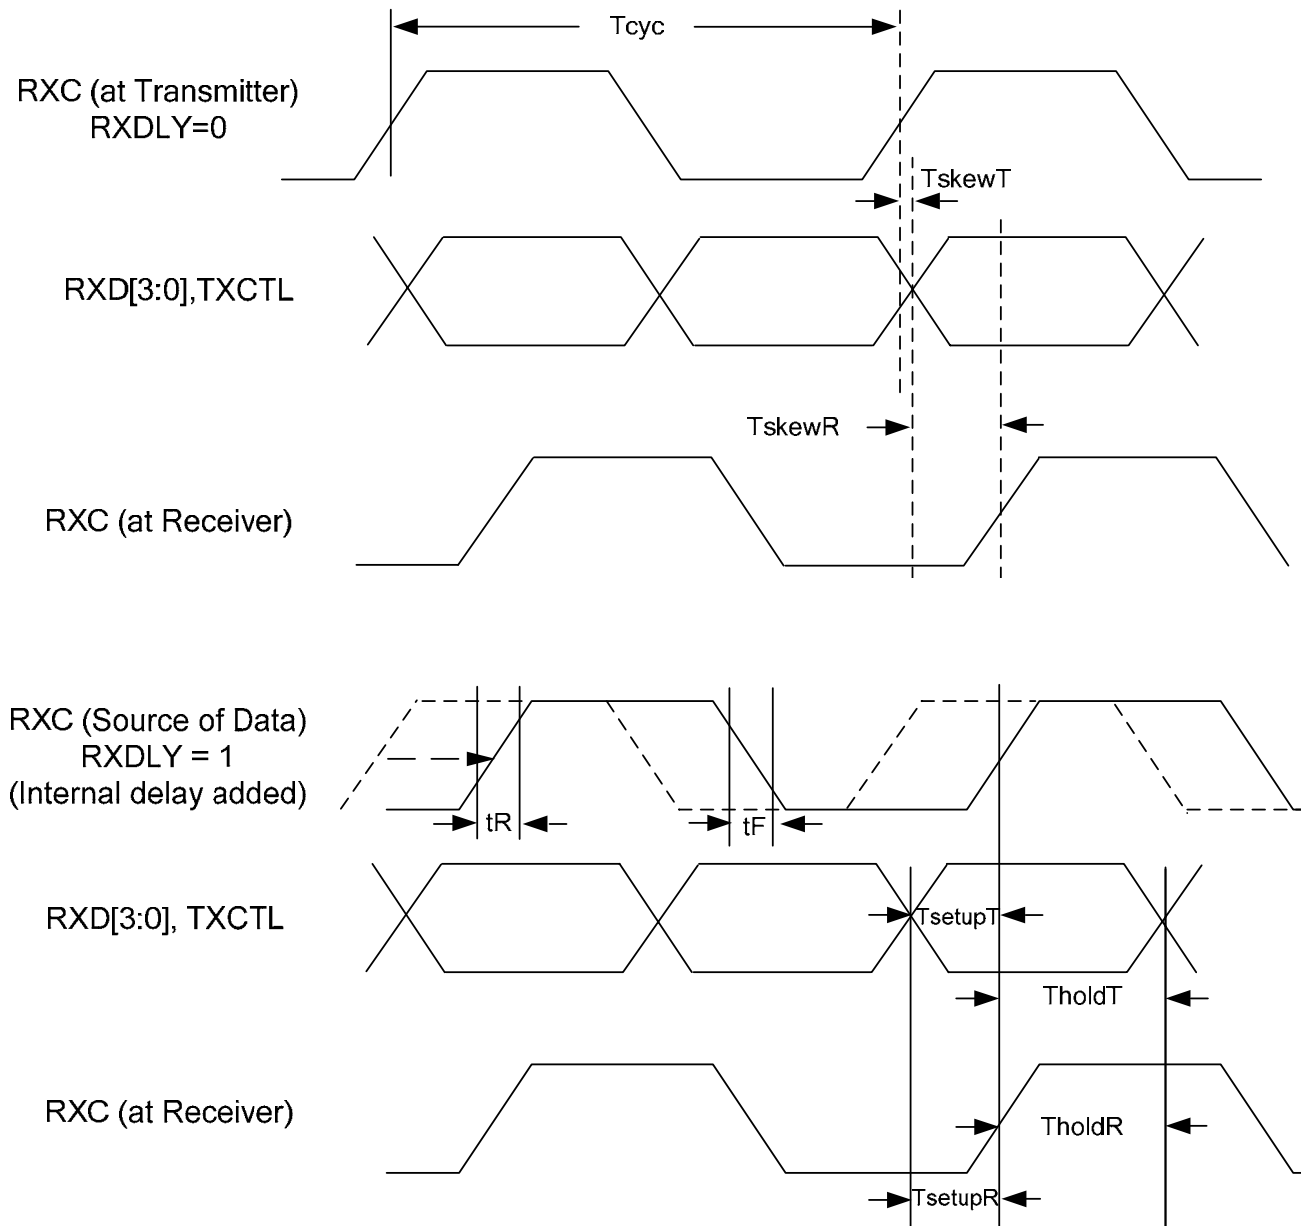 Tcyc
RXC (at Transmitter)
RXDLY=0
TskewT
RXD[3:0],TXCTL
TskewR
RXC (at Receiver)
RXC (Source of Data)
RXDLY = 1
(Internal delay added)
tR
tF
RXD[3:0], TXCTL
TsetupT
TholdT
RXC (at Receiver)
TholdR
TsetupR